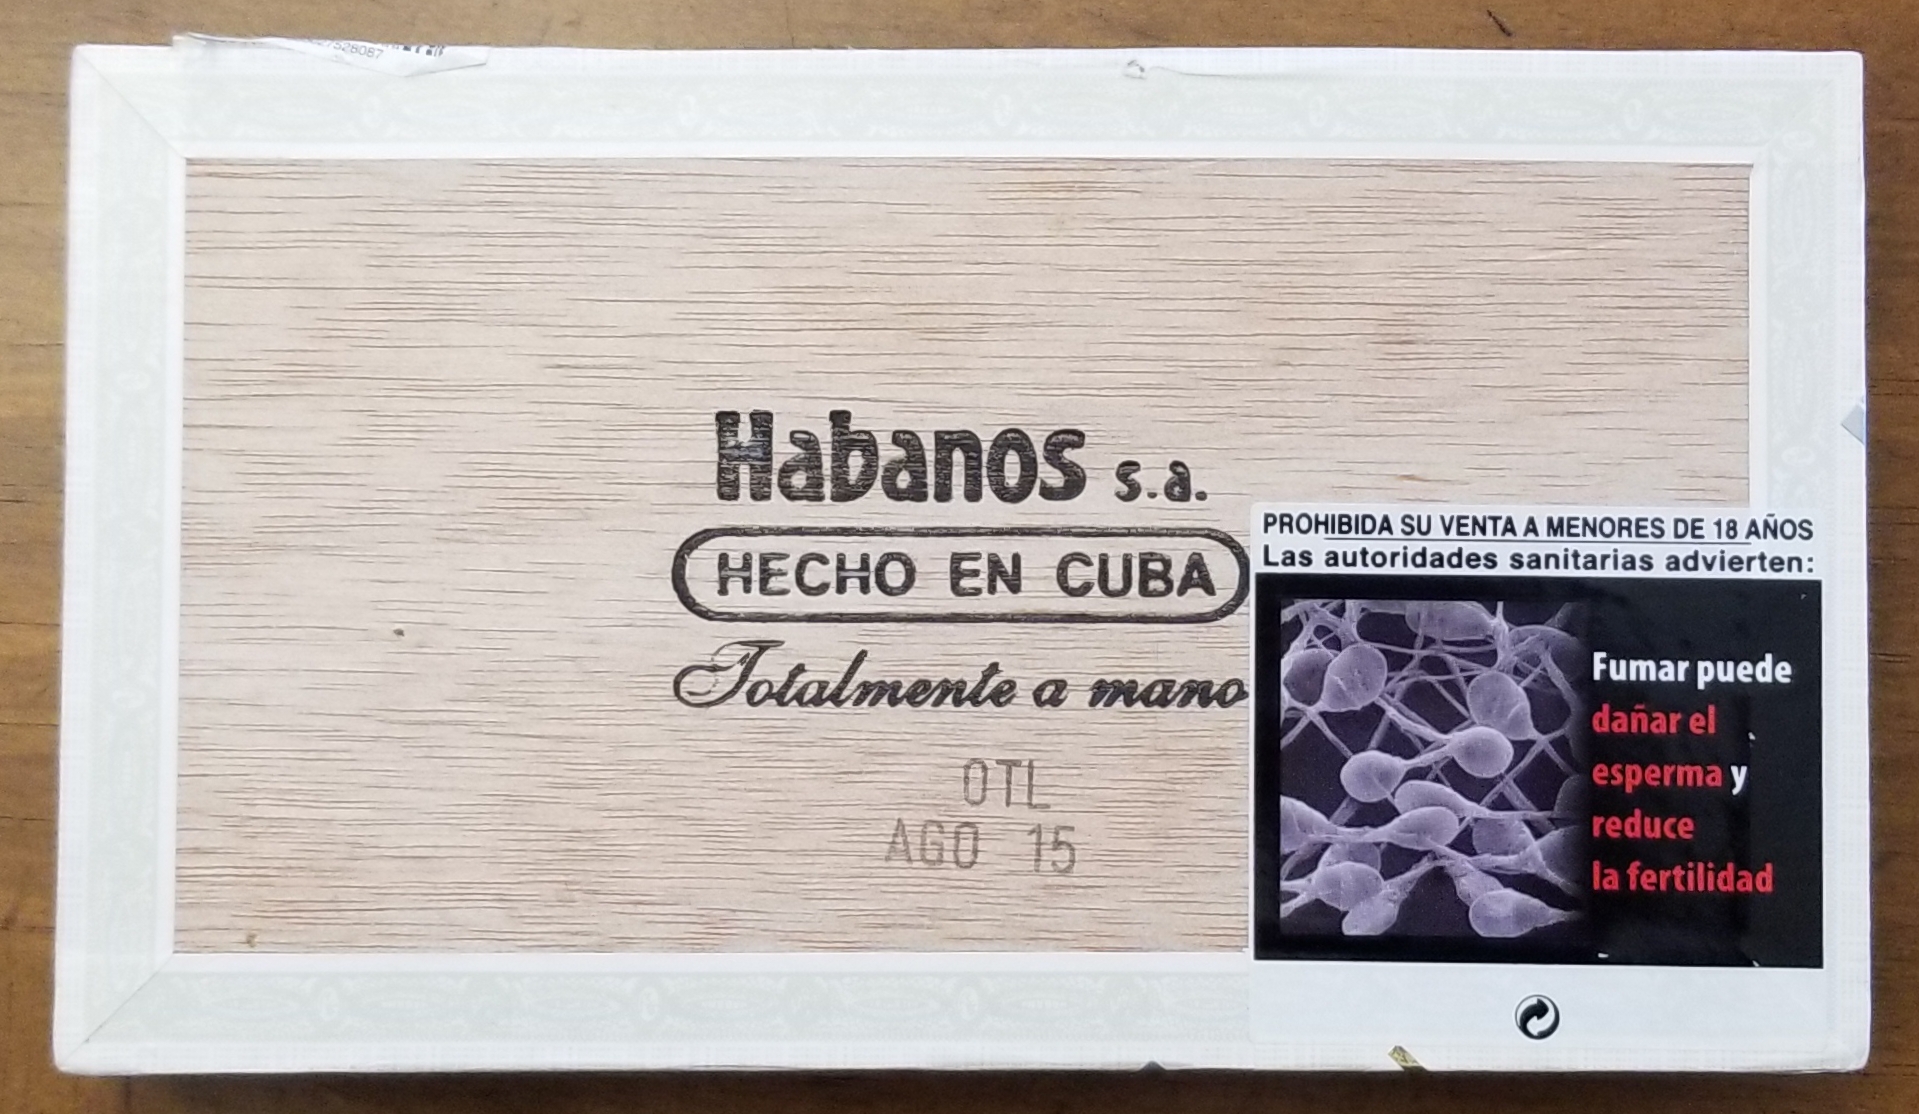 27528087
Habanos s.a.
HECHO EN CUBA
Totalmente a mano
OTL
AGO 15
PROHIBIDA SU VENTA A MENORES DE 18 AÑOS
Las autoridades sanitarias advierten:
Fumar puede
dañar el
esperma y
reduce
la fertilidad